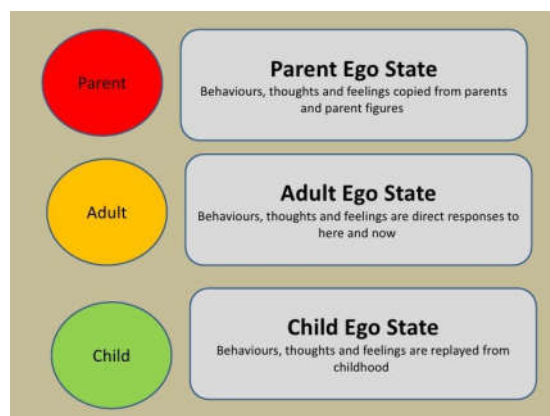 Parent
Parent Ego State
Behaviours, thoughts and feelings copied from parents
and parent figures
Adult
Adult Ego State
Behaviours, thoughts and feelings are direct responses to
here and now
Child
Child Ego State
Behaviours, thoughts and feelings are replayed from
childhood